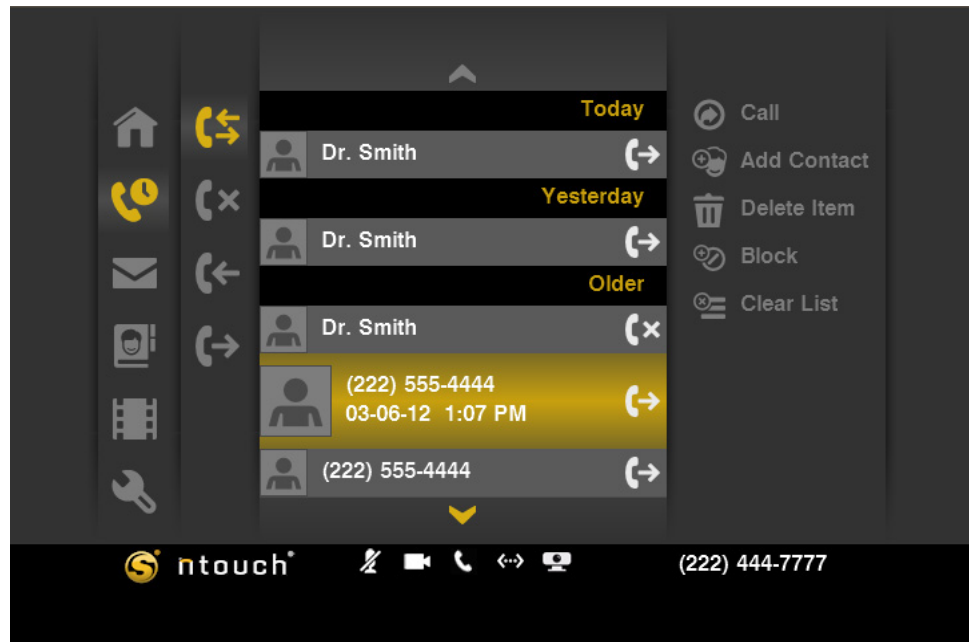 Today
Dr. Smith
Yesterday
Dr. Smith
Older
Dr. Smith
(222) 555-4444
03-06-12 1:07 PM
(222) 555-4444
Call
Add Contact
Delete Item
Block
Clear List
S ntouch
(222) 444-7777